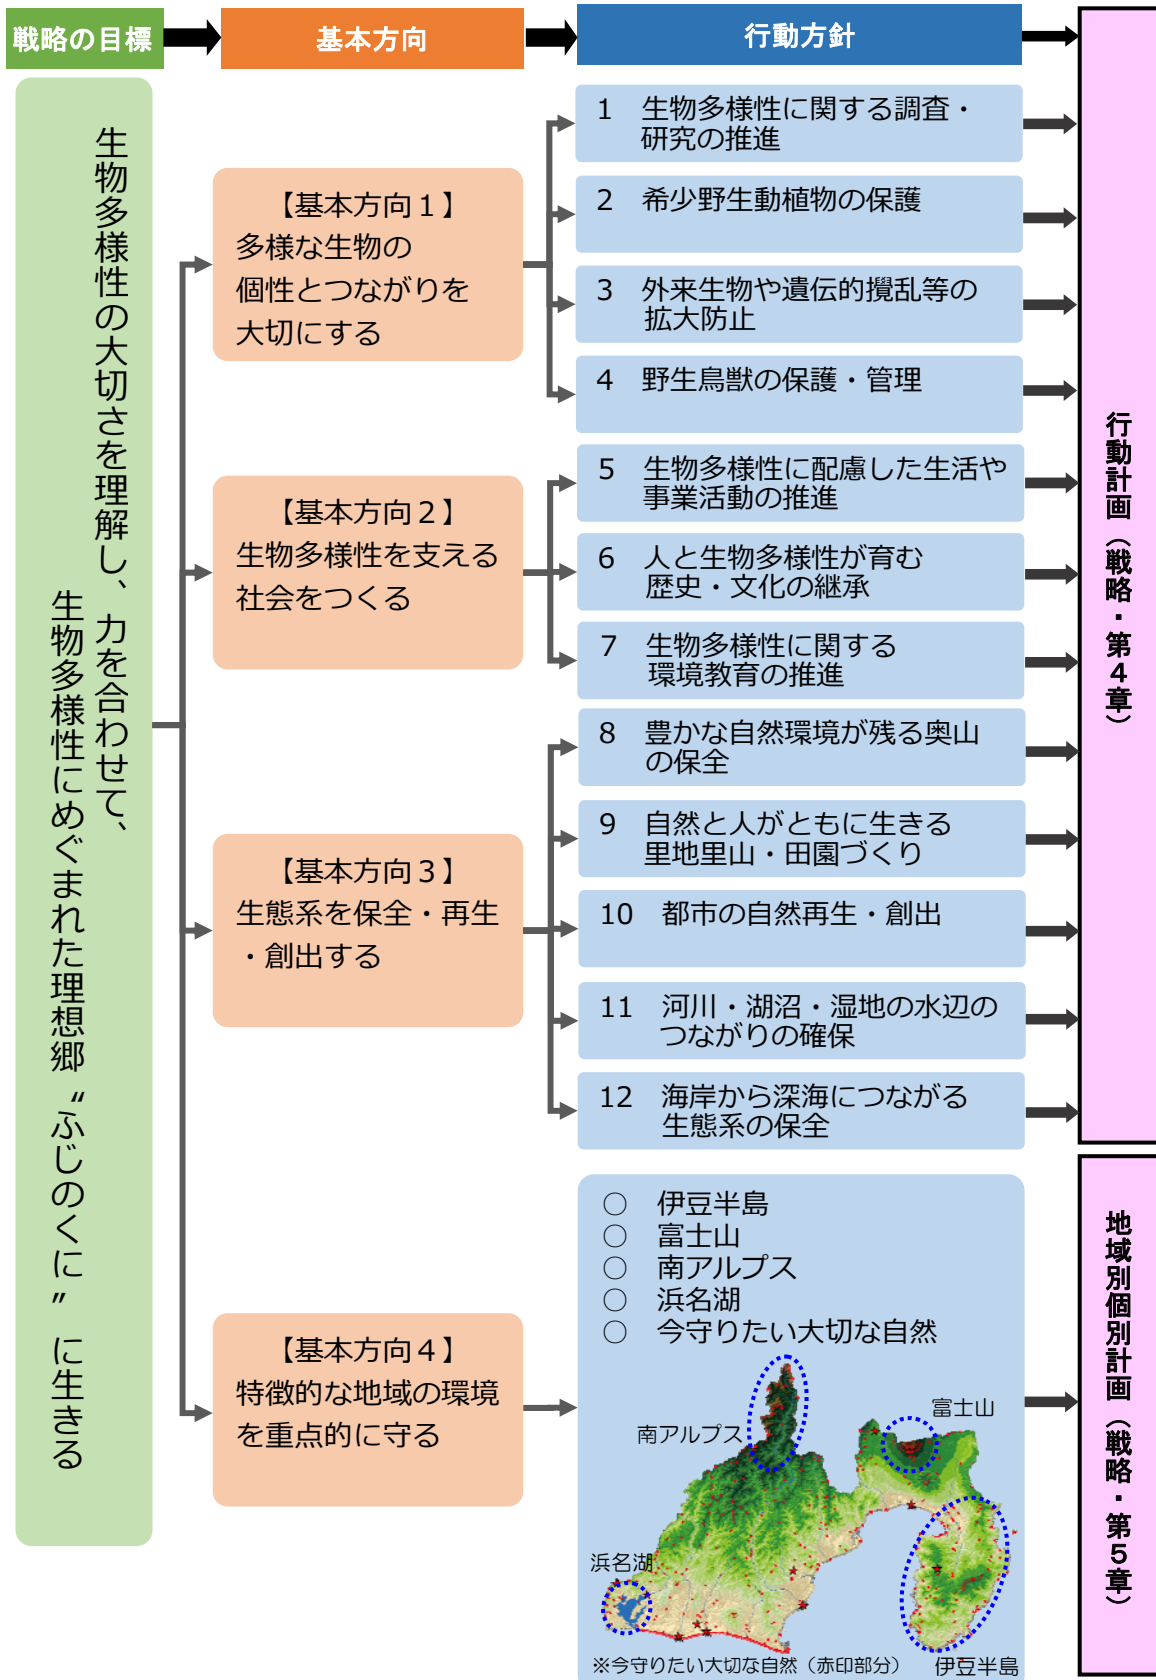 戦略の目標
基本方向
行動方針
生物多様性の大切さを理解し、力を合わせて、
生物多様性にめぐまれた理想郷“ふじのくに”に生きる
【基本方向１】
多様な生物の
個性とつながりを
大切にする
1　生物多様性に関する調査・
研究の推進
2　希少野生動植物の保護
3　外来生物や遺伝的攪乱等の
拡大防止
4　野生鳥獣の保護・管理
【基本方向２】
生物多様性を支える
社会をつくる
5　生物多様性に配慮した生活や
事業活動の推進
6　人と生物多様性が育む
歴史・文化の継承
7　生物多様性に関する
環境教育の推進
【基本方向３】
生態系を保全・再生
・創出する
8　豊かな自然環境が残る奥山
の保全
9　自然と人がともに生きる
里地里山・田園づくり
10　都市の自然再生・創出
11　河川・湖沼・湿地の水辺の
つながりの確保
12　海岸から深海につながる
生態系の保全
行動計画（戦略・第４章）
【基本方向４】
特徴的な地域の環境
を重点的に守る
○　伊豆半島
○　富士山
○　南アルプス
○　浜名湖
○　今守りたい大切な自然
南アルプス
富士山
浜名湖
伊豆半島
※今守りたい大切な自然（赤印部分）
地域別個別計画（戦略・第５章）